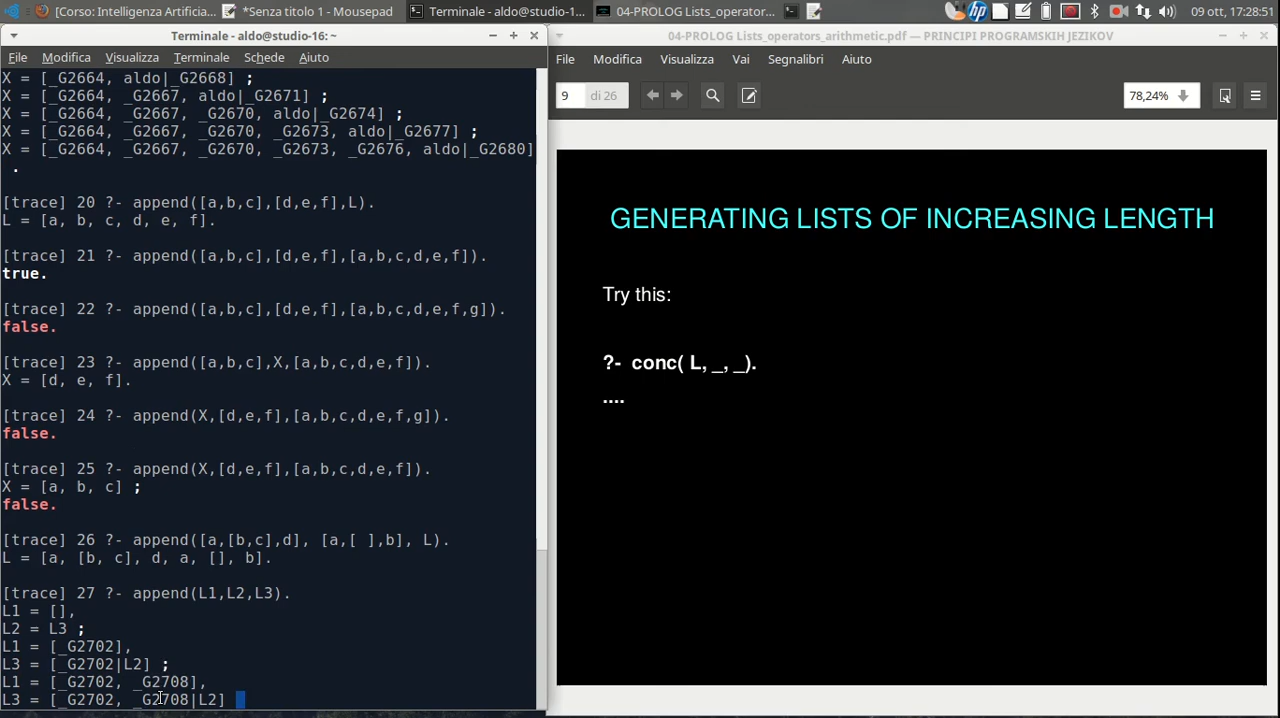 [Corso: Intelligenza Artificia...
*Senza titolo 1 - Mousepad
Terminale - aldo@studio-1...
04-PROLOG Lists_operator...
09 ott, 17:28:51
Terminale - aldo@studio-16: ~
File Modifica Visualizza Terminale Schede Aiuto
X = [_G2664, aldo|_G2668] ;
X = [_G2664, _G2667, aldo|_G2671] ;
X = [_G2664, _G2667, _G2670, aldo|_G2674] ;
X = [_G2664, _G2667, _G2670, _G2673, aldo|_G2677] ;
X = [_G2664, _G2667, _G2670, _G2673, _G2676, aldo|_G2680]
.
[trace] 20 ?- append([a,b,c],[d,e,f],L).
L = [a, b, c, d, e, f].
[trace] 21 ?- append([a,b,c],[d,e,f],[a,b,c,d,e,f]).
true.
[trace] 22 ?- append([a,b,c],[d,e,f],[a,b,c,d,e,f,g]).
false.
[trace] 23 ?- append([a,b,c],X,[a,b,c,d,e,f]).
X = [d, e, f].
[trace] 24 ?- append(X,[d,e,f],[a,b,c,d,e,f,g]).
false.
[trace] 25 ?- append(X,[d,e,f],[a,b,c,d,e,f]).
X = [a, b, c] ;
false.
[trace] 26 ?- append([a,[b,c],d], [a,[ ],b], L).
L = [a, [b, c], d, a, [], b].
[trace] 27 ?- append(L1,L2,L3).
L1 = [],
L2 = L3 ;
L1 = [_G2702],
L3 = [_G2702|L2] ;
L1 = [_G2702, _G2708],
L3 = [_G2702, _G2708|L2]
04-PROLOG Lists_operators_arithmetic.pdf — PRINCIPI PROGRAMSKIH JEZIKOV
File Modifica Visualizza Vai Segnalibri Aiuto
9 di 26
78,24%
GENERATING LISTS OF INCREASING LENGTH
Try this:
?- conc( L, _, _).
....